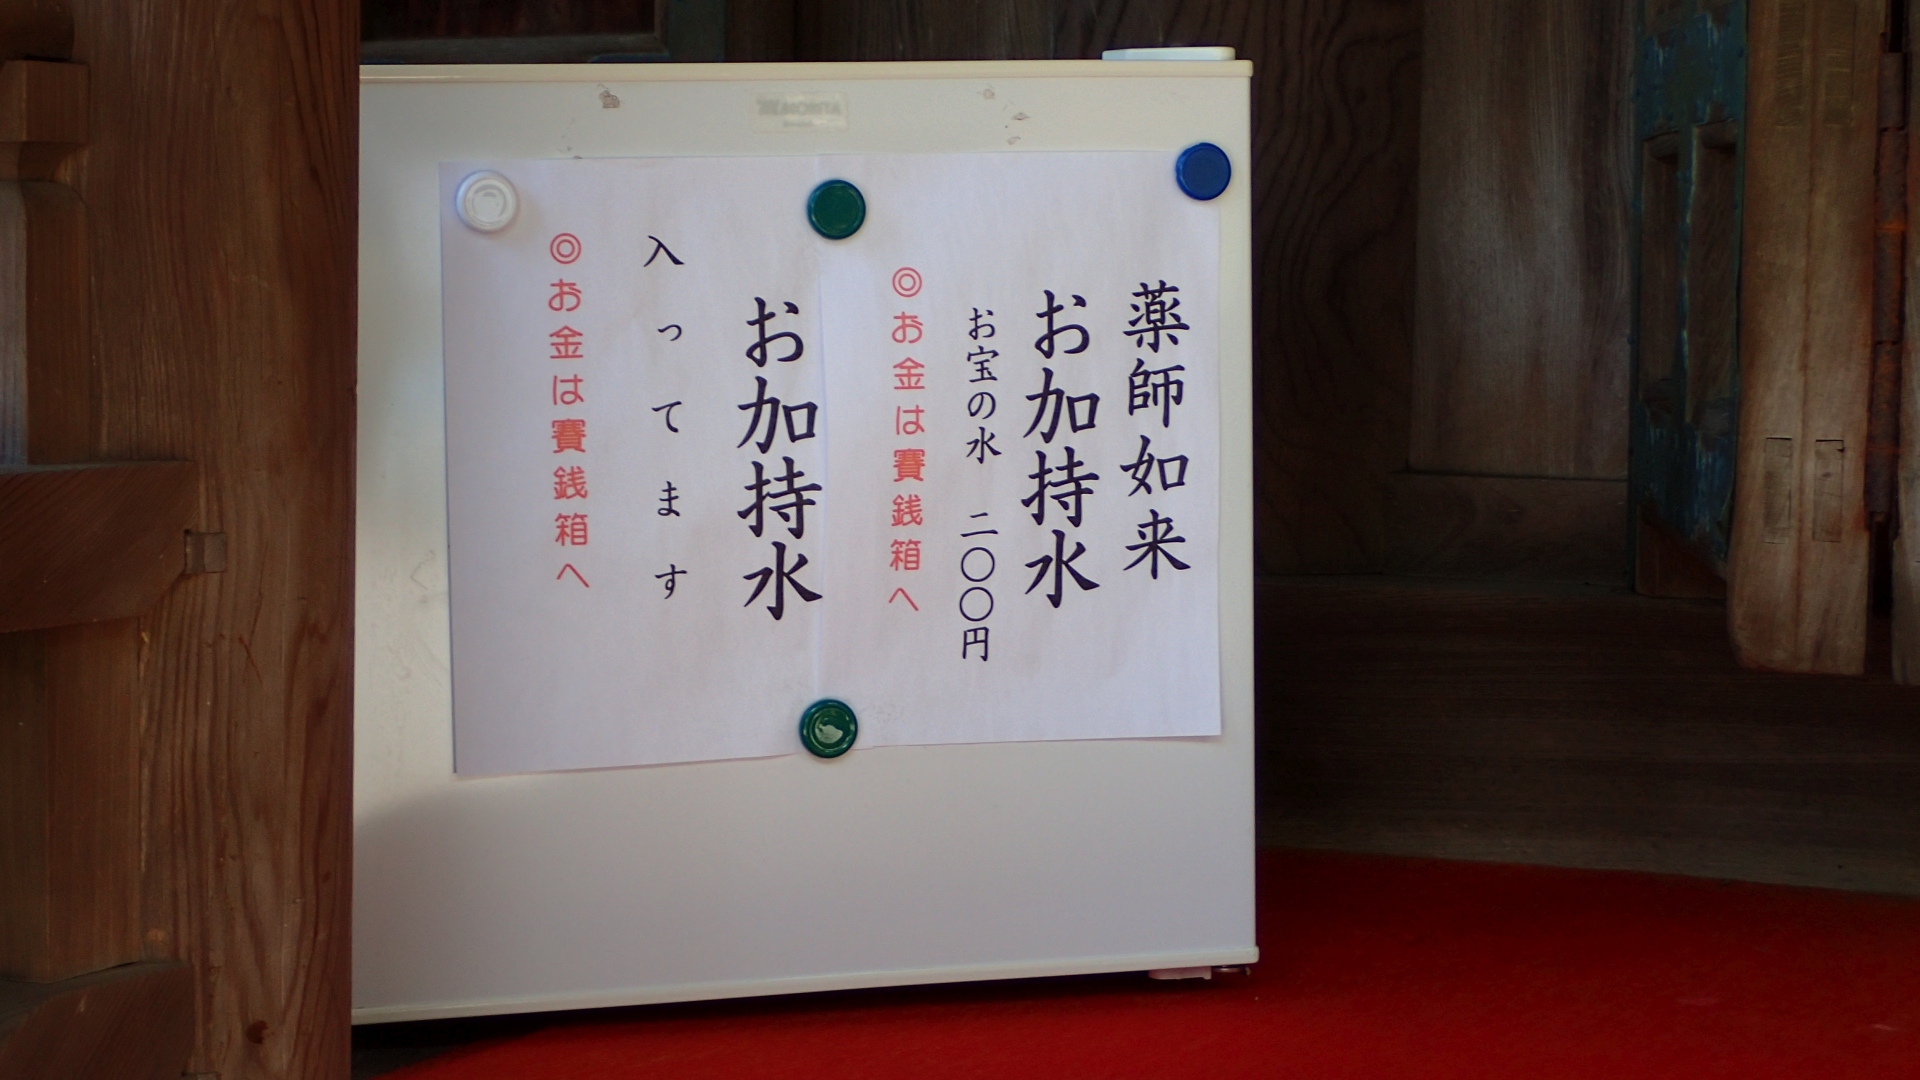 薬師如来
お加持水
お宝の水 二〇〇円
◎お金は賽銭箱へ
お加持水
入ってます
◎お金は賽銭箱へ